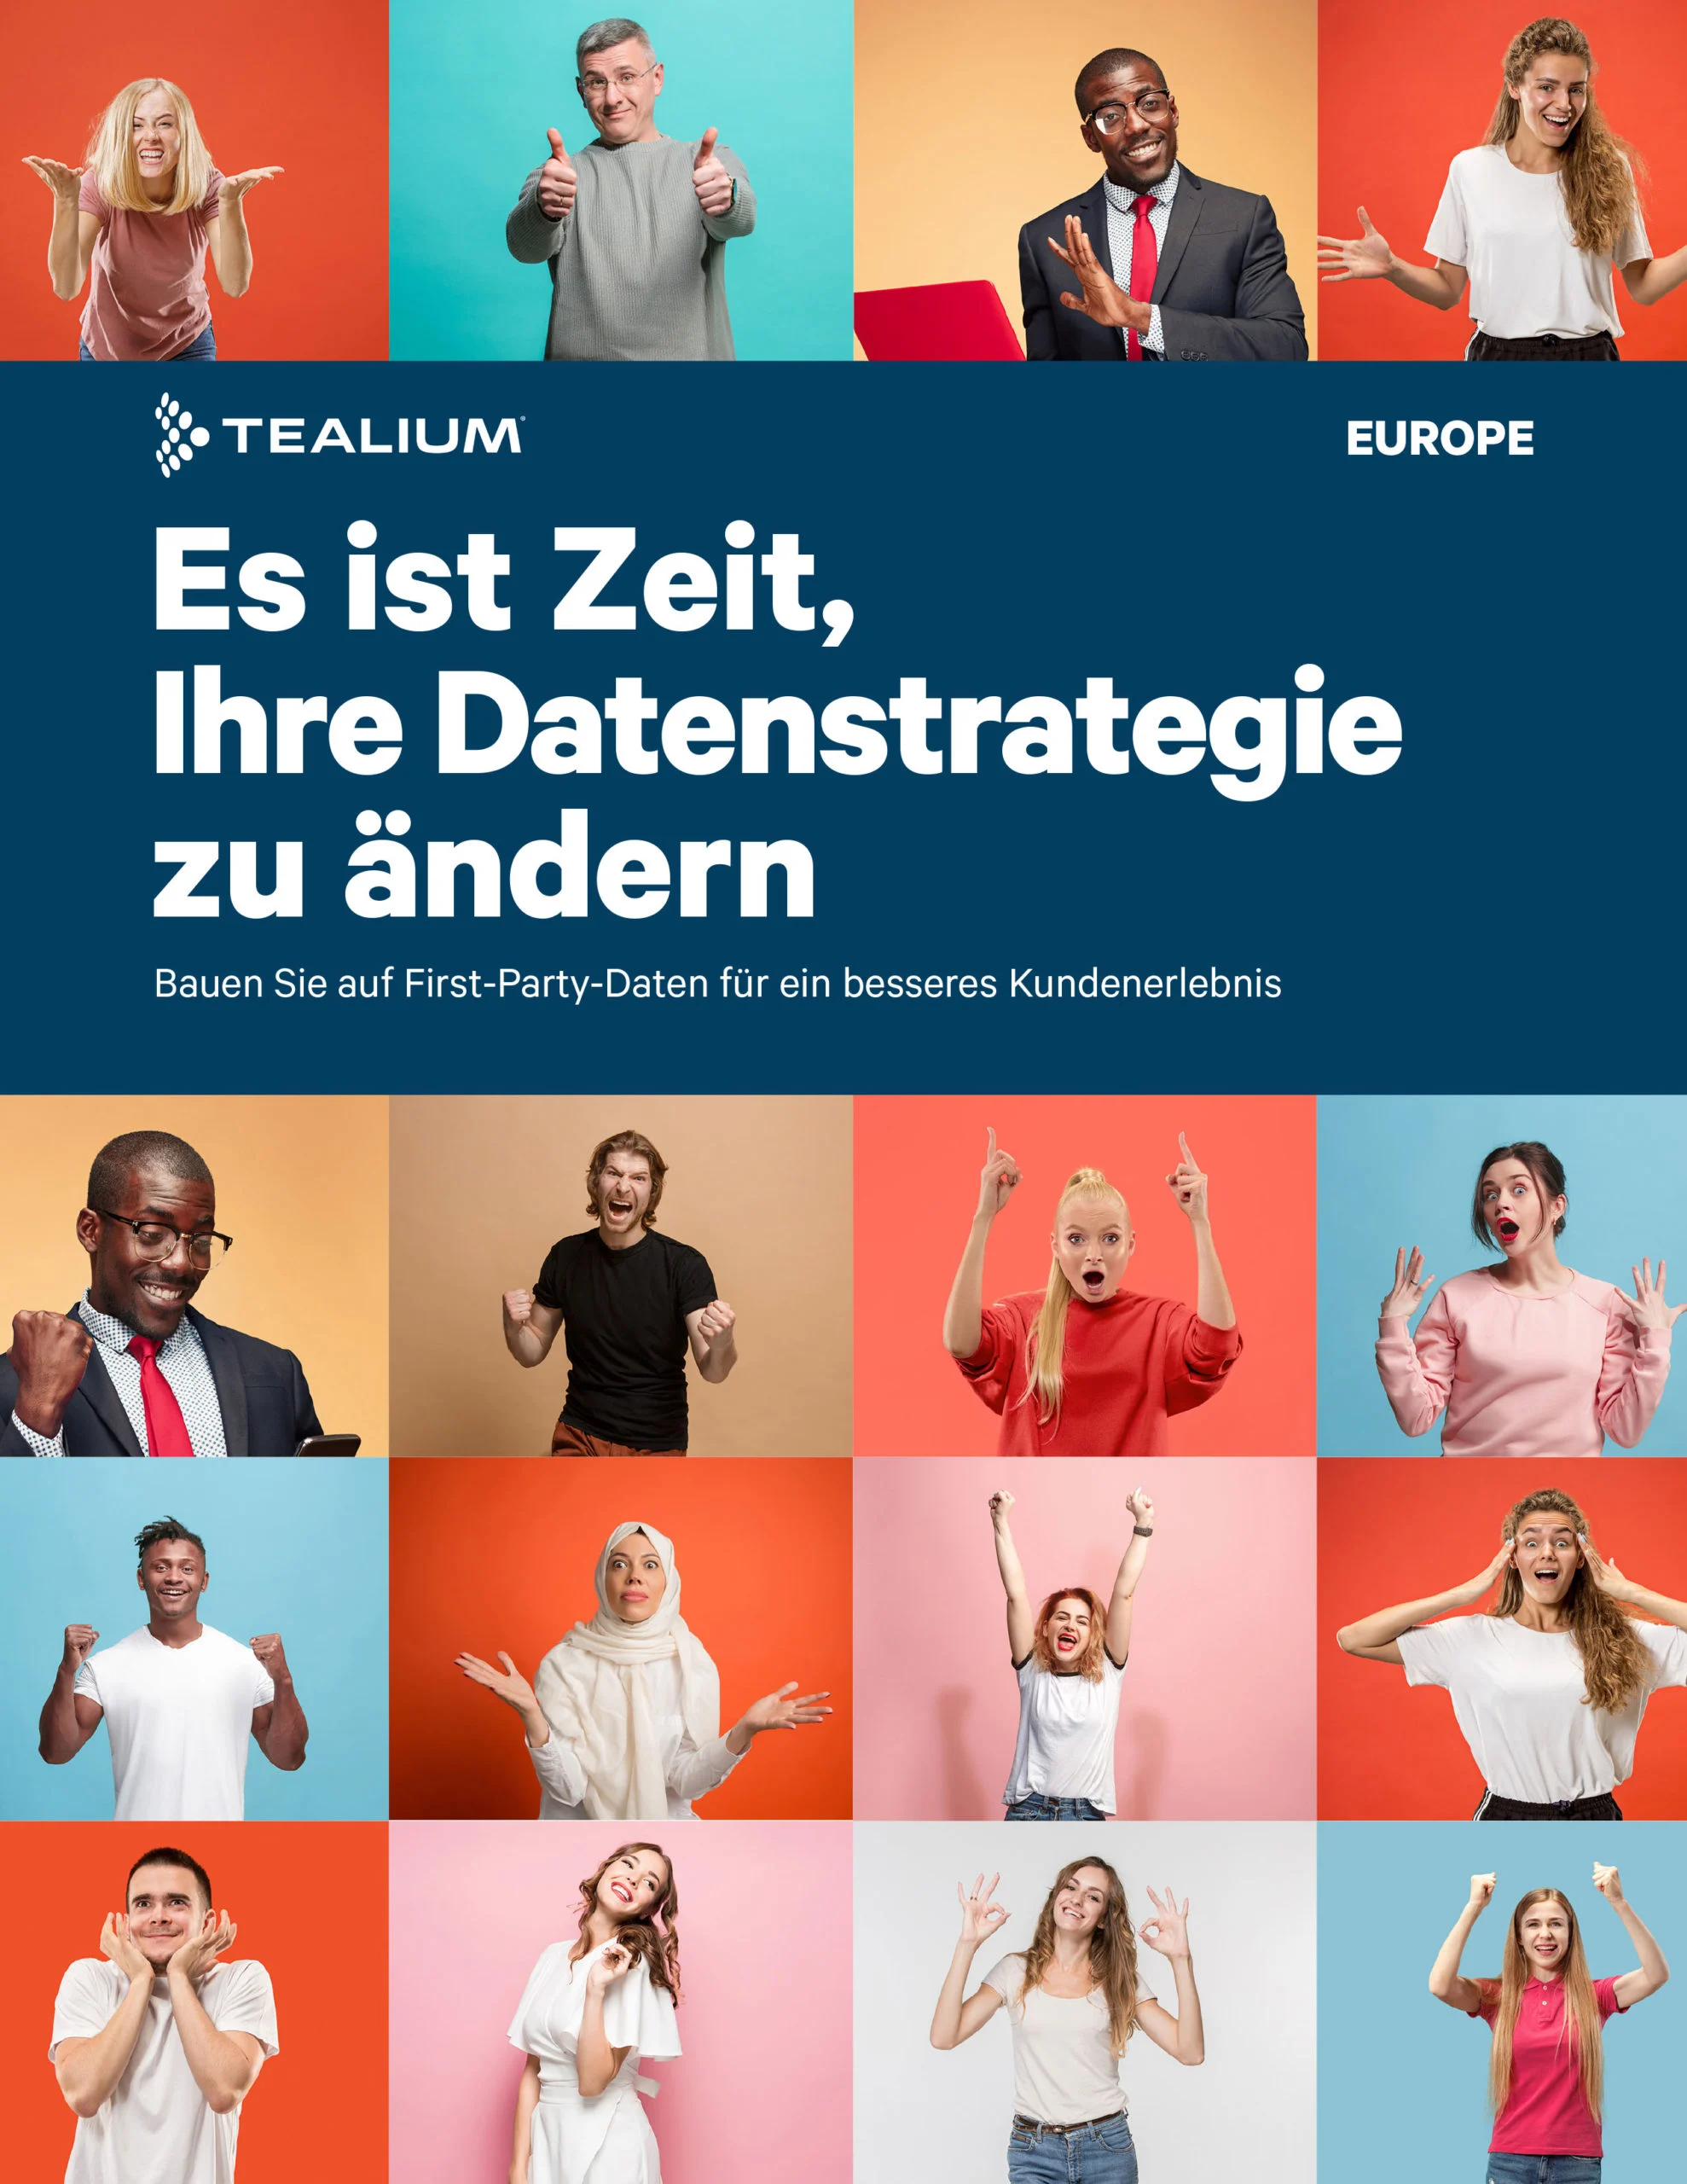 TEALIUM
EUROPE
Es ist Zeit,
Ihre Datenstrategie
zu ändern
Bauen Sie auf First-Party-Daten für ein besseres Kundenerlebnis